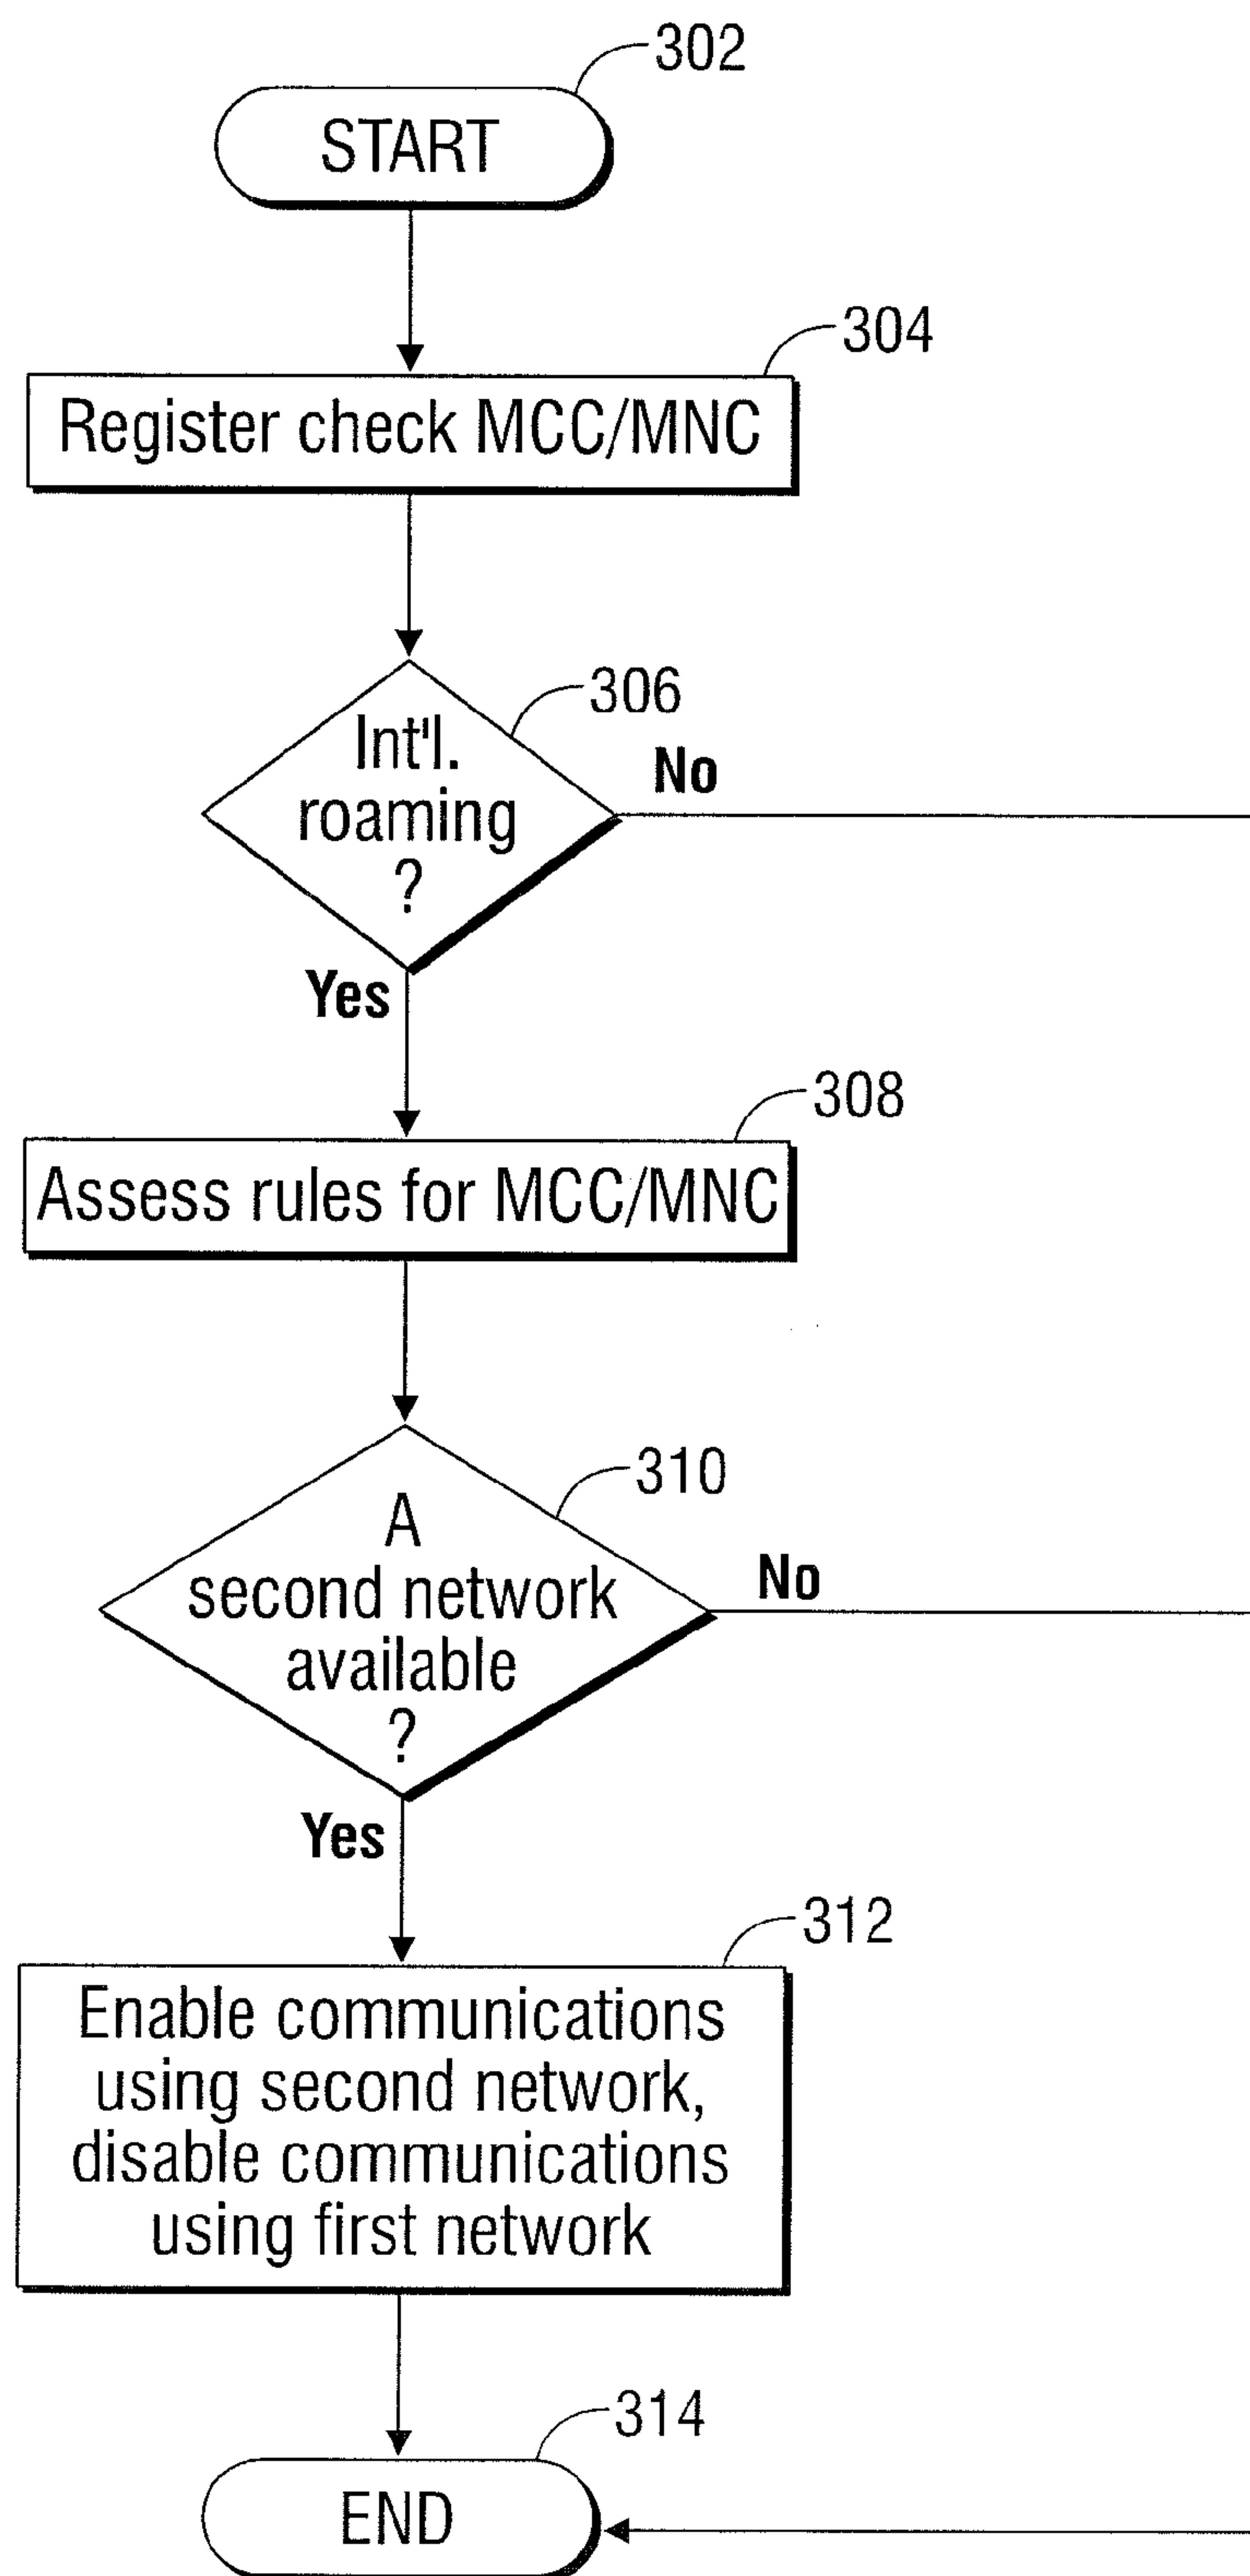 302
START
304
Register check MCC/MNC
306
Int'l.
roaming
?
No
Yes
308
Assess rules for MCC/MNC
310
A
second network
available
?
No
Yes
312
Enable communications
using second network,
disable communications
using first network
314
END